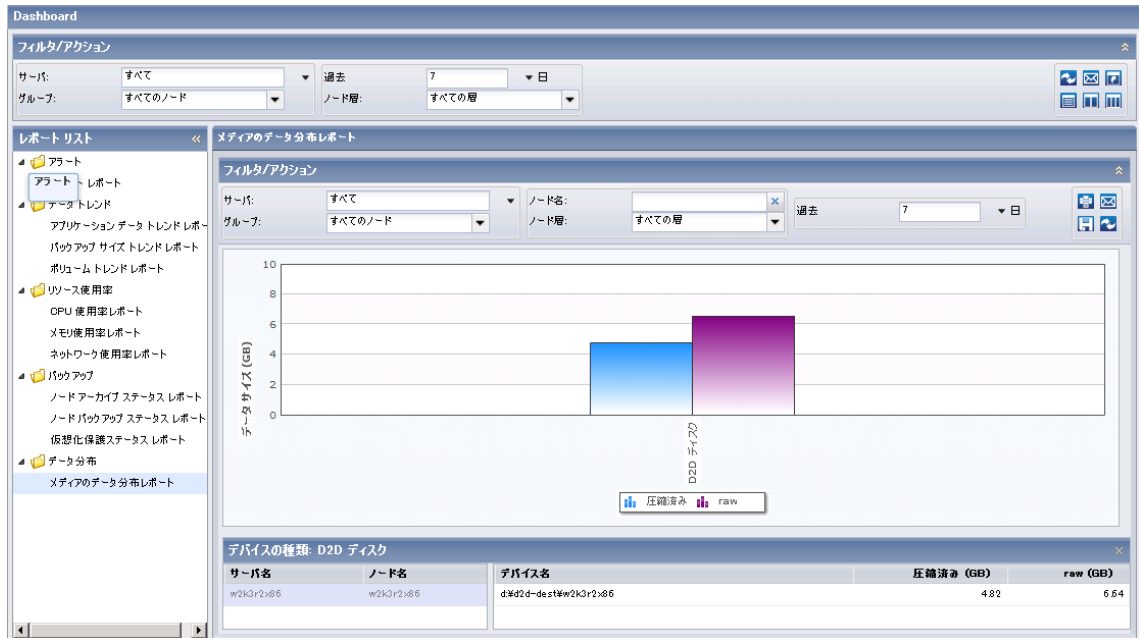 Dashboard
フィルタ/アクション
サーバ: すべて 過去 7 日
グループ: すべてのノード ノード層: すべての層
レポート リスト
アラート
アラート レポート
データトレンド
アプリケーション データ トレンド レポー
バックアップ サイズ トレンド レポート
ボリューム トレンド レポート
リソース使用率
CPU 使用率レポート
メモリ使用率レポート
ネットワーク使用率レポート
バックアップ
ノード アーカイブ ステータス レポート
ノード バックアップ ステータス レポート
仮想化保護ステータス レポート
データ分布
メディアのデータ分布レポート
メディアのデータ分布レポート
フィルタ/アクション
サーバ: すべて ノード名: 過去 7 日
グループ: すべてのノード ノード層: すべての層
データ サイズ (GB)
10
8
6
4
2
0
D2D ディスク
圧縮済み raw
デバイスの種類: D2D ディスク
サーバ名 ノード名 デバイス名 圧縮済み (GB) raw (GB)
w2k3r2x86 w2k3r2x86 d:¥d2d-dest¥w2k3r2x86 4.82 6.64